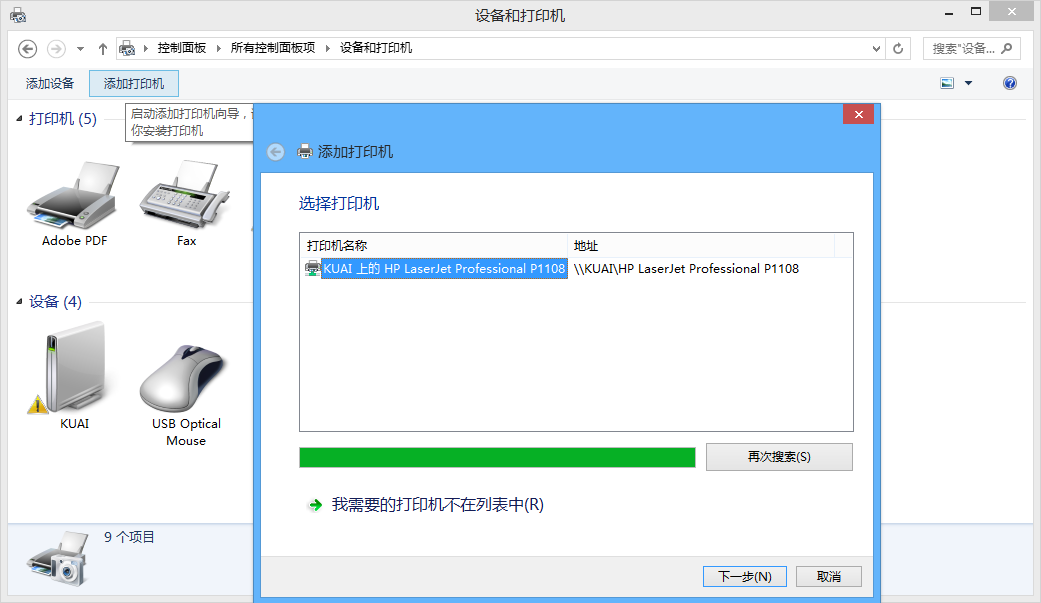 设备和打印机
控制面板 所有控制面板项 设备和打印机
搜索"设备...
添加设备 添加打印机
打印机 (5)
启动添加打印机向导，
你安装打印机
Adobe PDF
Fax
设备 (4)
KUAI
USB Optical
Mouse
9 个项目
添加打印机
选择打印机
打印机名称 地址
KUAI 上的 HP LaserJet Professional P1108 \\KUAI\HP LaserJet Professional P1108
再次搜索(S)
我需要的打印机不在列表中(R)
下一步(N) 取消